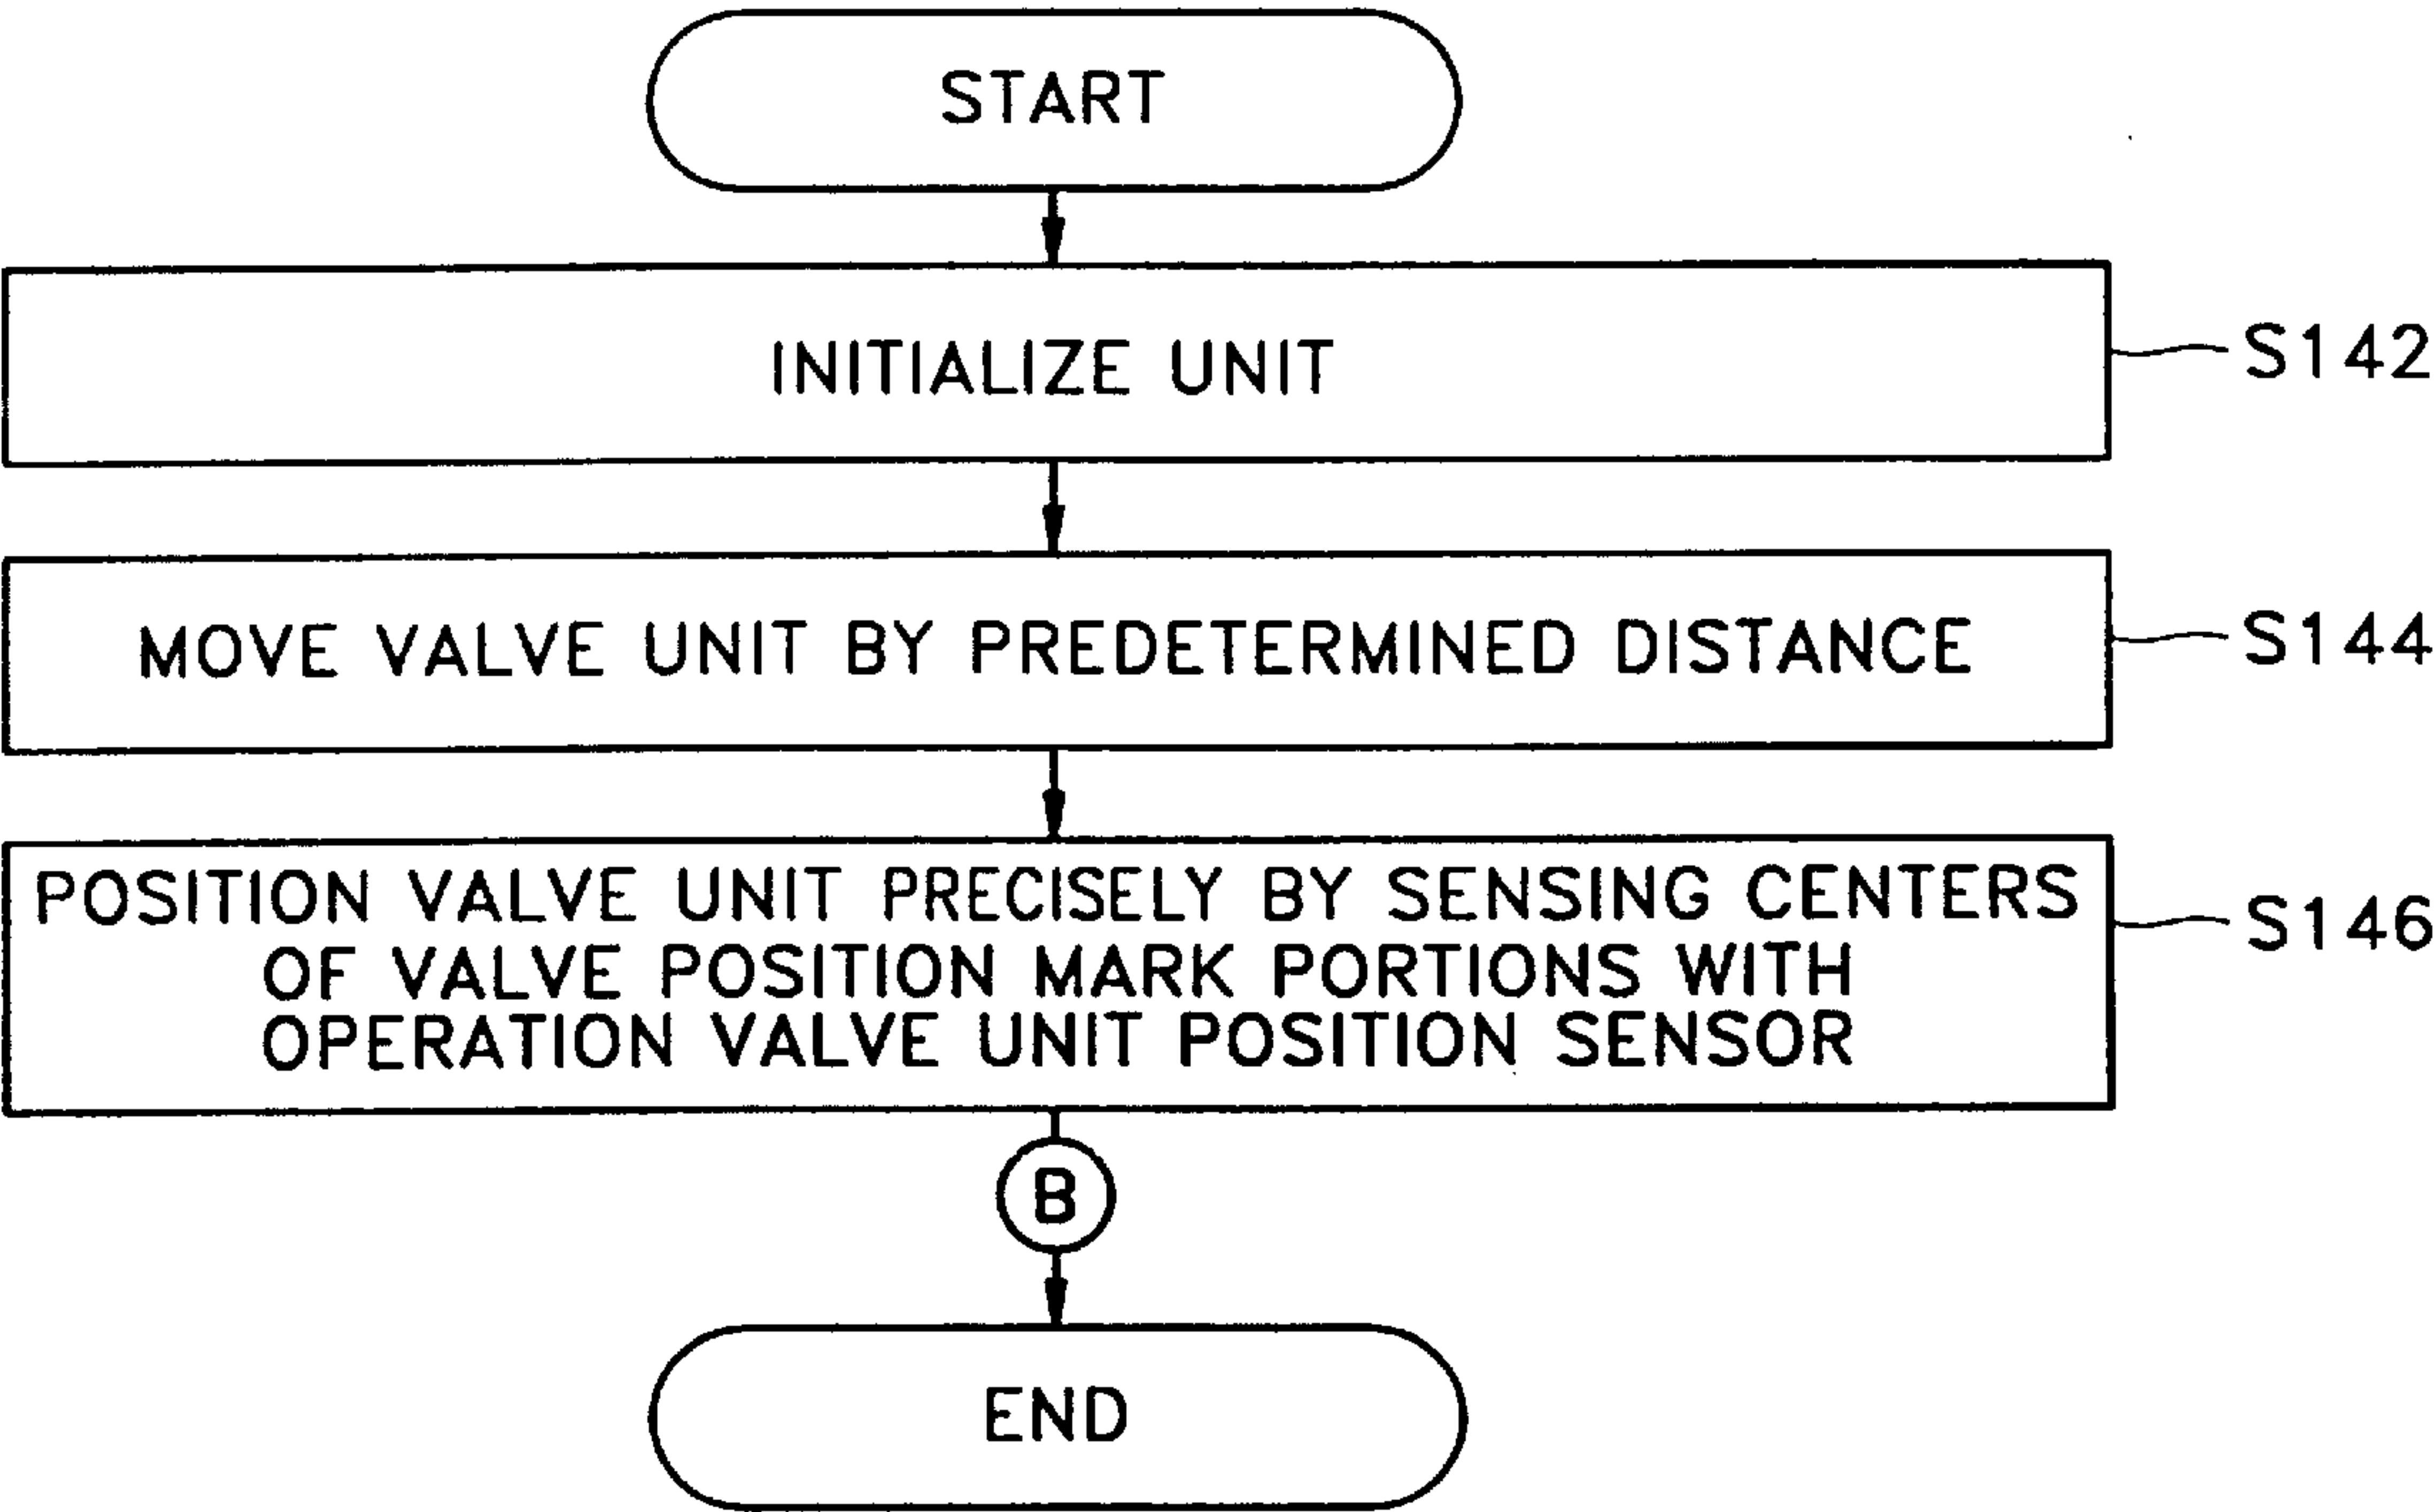 START
INITIALIZE UNIT
S142
MOVE VALVE UNIT BY PREDETERMINED DISTANCE
S144
POSITION VALVE UNIT PRECISELY BY SENSING CENTERS
OF VALVE POSITION MARK PORTIONS WITH
OPERATION VALVE UNIT POSITION SENSOR
S146
B
END